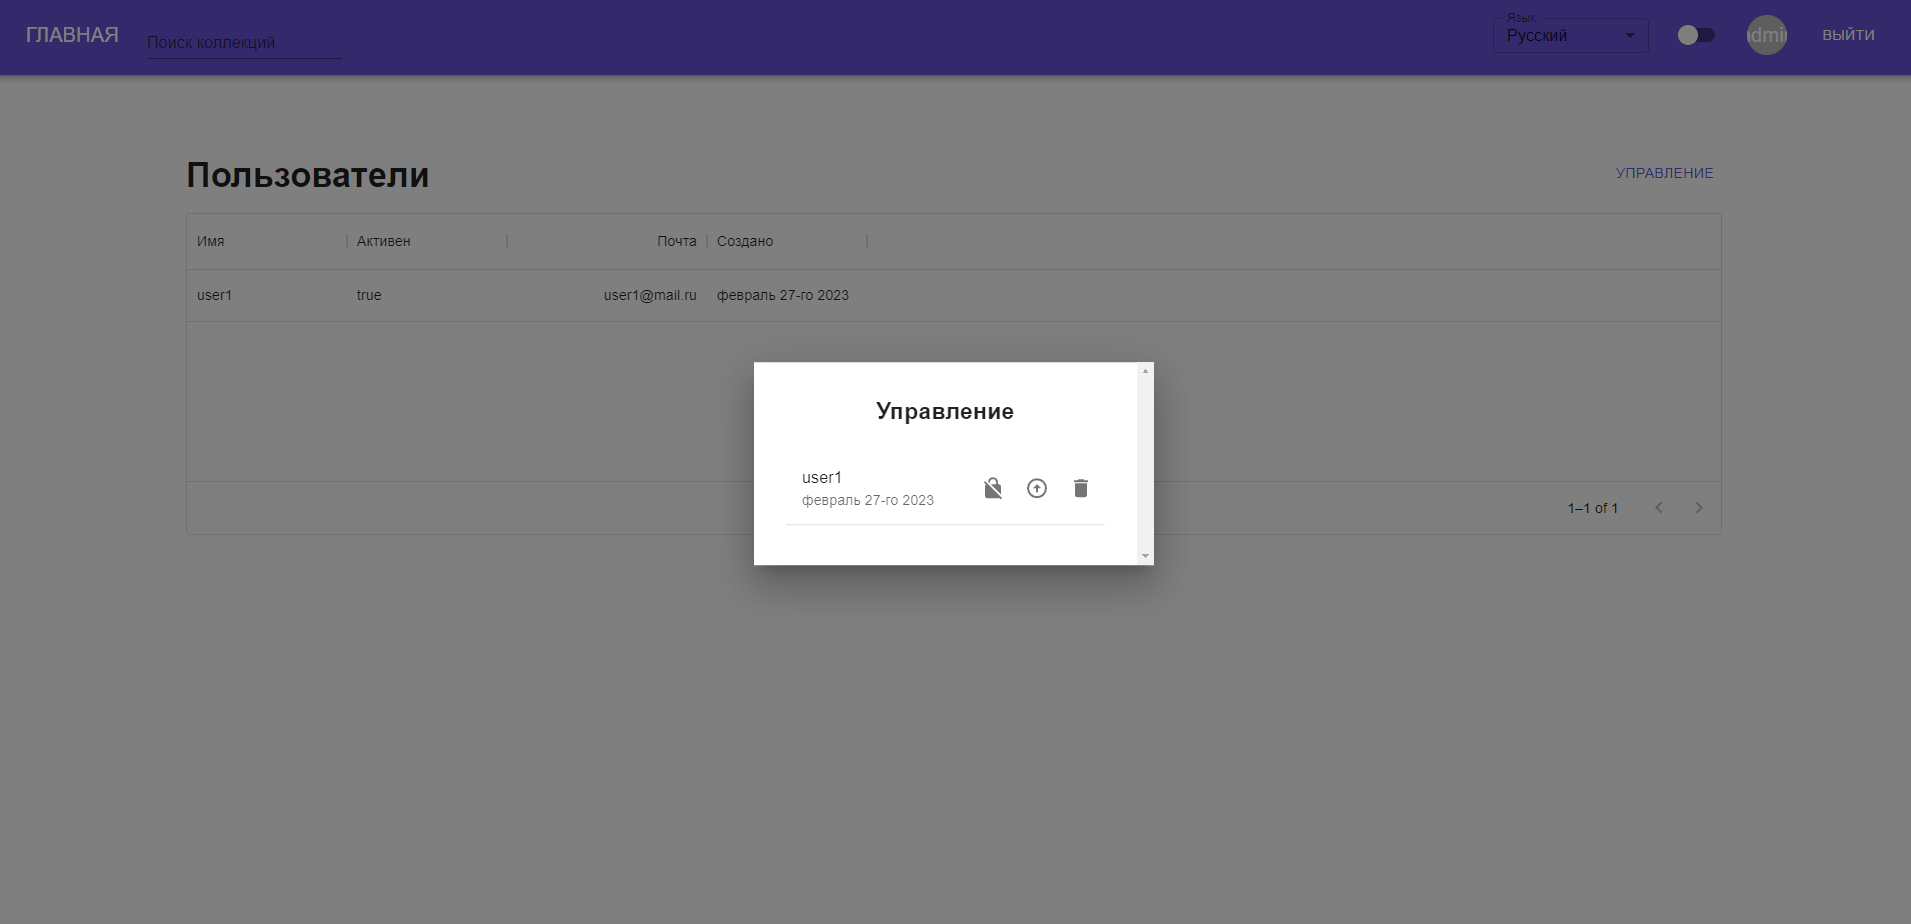 ГЛАВНАЯ
Поиск коллекций
Язык
Русский
dmi
ВЫЙТИ
Пользователи
УПРАВЛЕНИЕ
Имя Активен Почта Создано
user1 true user1@mail.ru февраль 27-го 2023
Управление
user1
февраль 27-го 2023
1–1 of 1